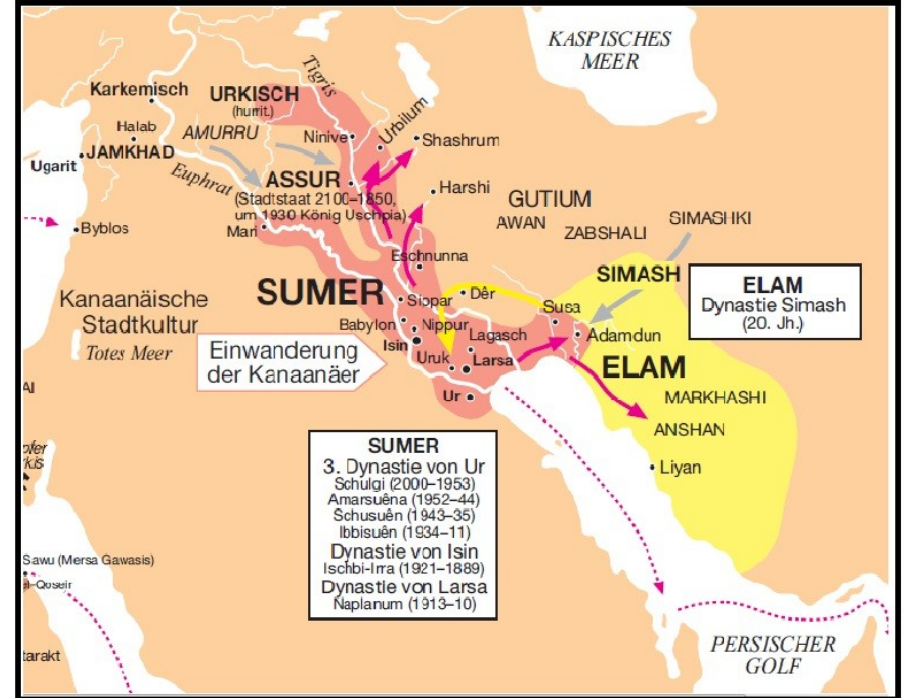 KASPISCHES
MEER
Tigris
Karkemisch
URKISCH
(hurrit.)
Urbilum
Halab
AMURRU
Ninive
Shashrum
Ugarit
JAMKHAD
Euphrat
ASSUR
(Stadtstaat 2100–1850,
um 1930 König Uschpia)
Harshi
GUTIUM
AWAN
SIMASHKI
ZABSHALI
Byblos
Mari
Eschnunna
SIMASH
ELAM
Dynastie Simash
(20. Jh.)
SUMER
Sippar
Dêr
Susa
Kanaanäische
Stadtkultur
Totes Meer
Babylon
Nippur
Adamdun
Isin
Lagasch
Einwanderung
der Kanaanäer
Uruk
Larsa
ELAM
Ur
MARKHASHI
ANSHAN
Liyan
SUMER
3. Dynastie von Ur
Schulgi (2000–1953)
Amarsuêna (1952–44)
Schusuên (1943–35)
Ibbisuên (1934–11)
Dynastie von Isin
Ischbi-Irra (1921–1889)
Dynastie von Larsa
Naplanum (1913–10)
AI
pfer
rkis
Sawu (Mersa Gawasis)
el-Qoseir
tarakt
PERSISCHER
GOLF